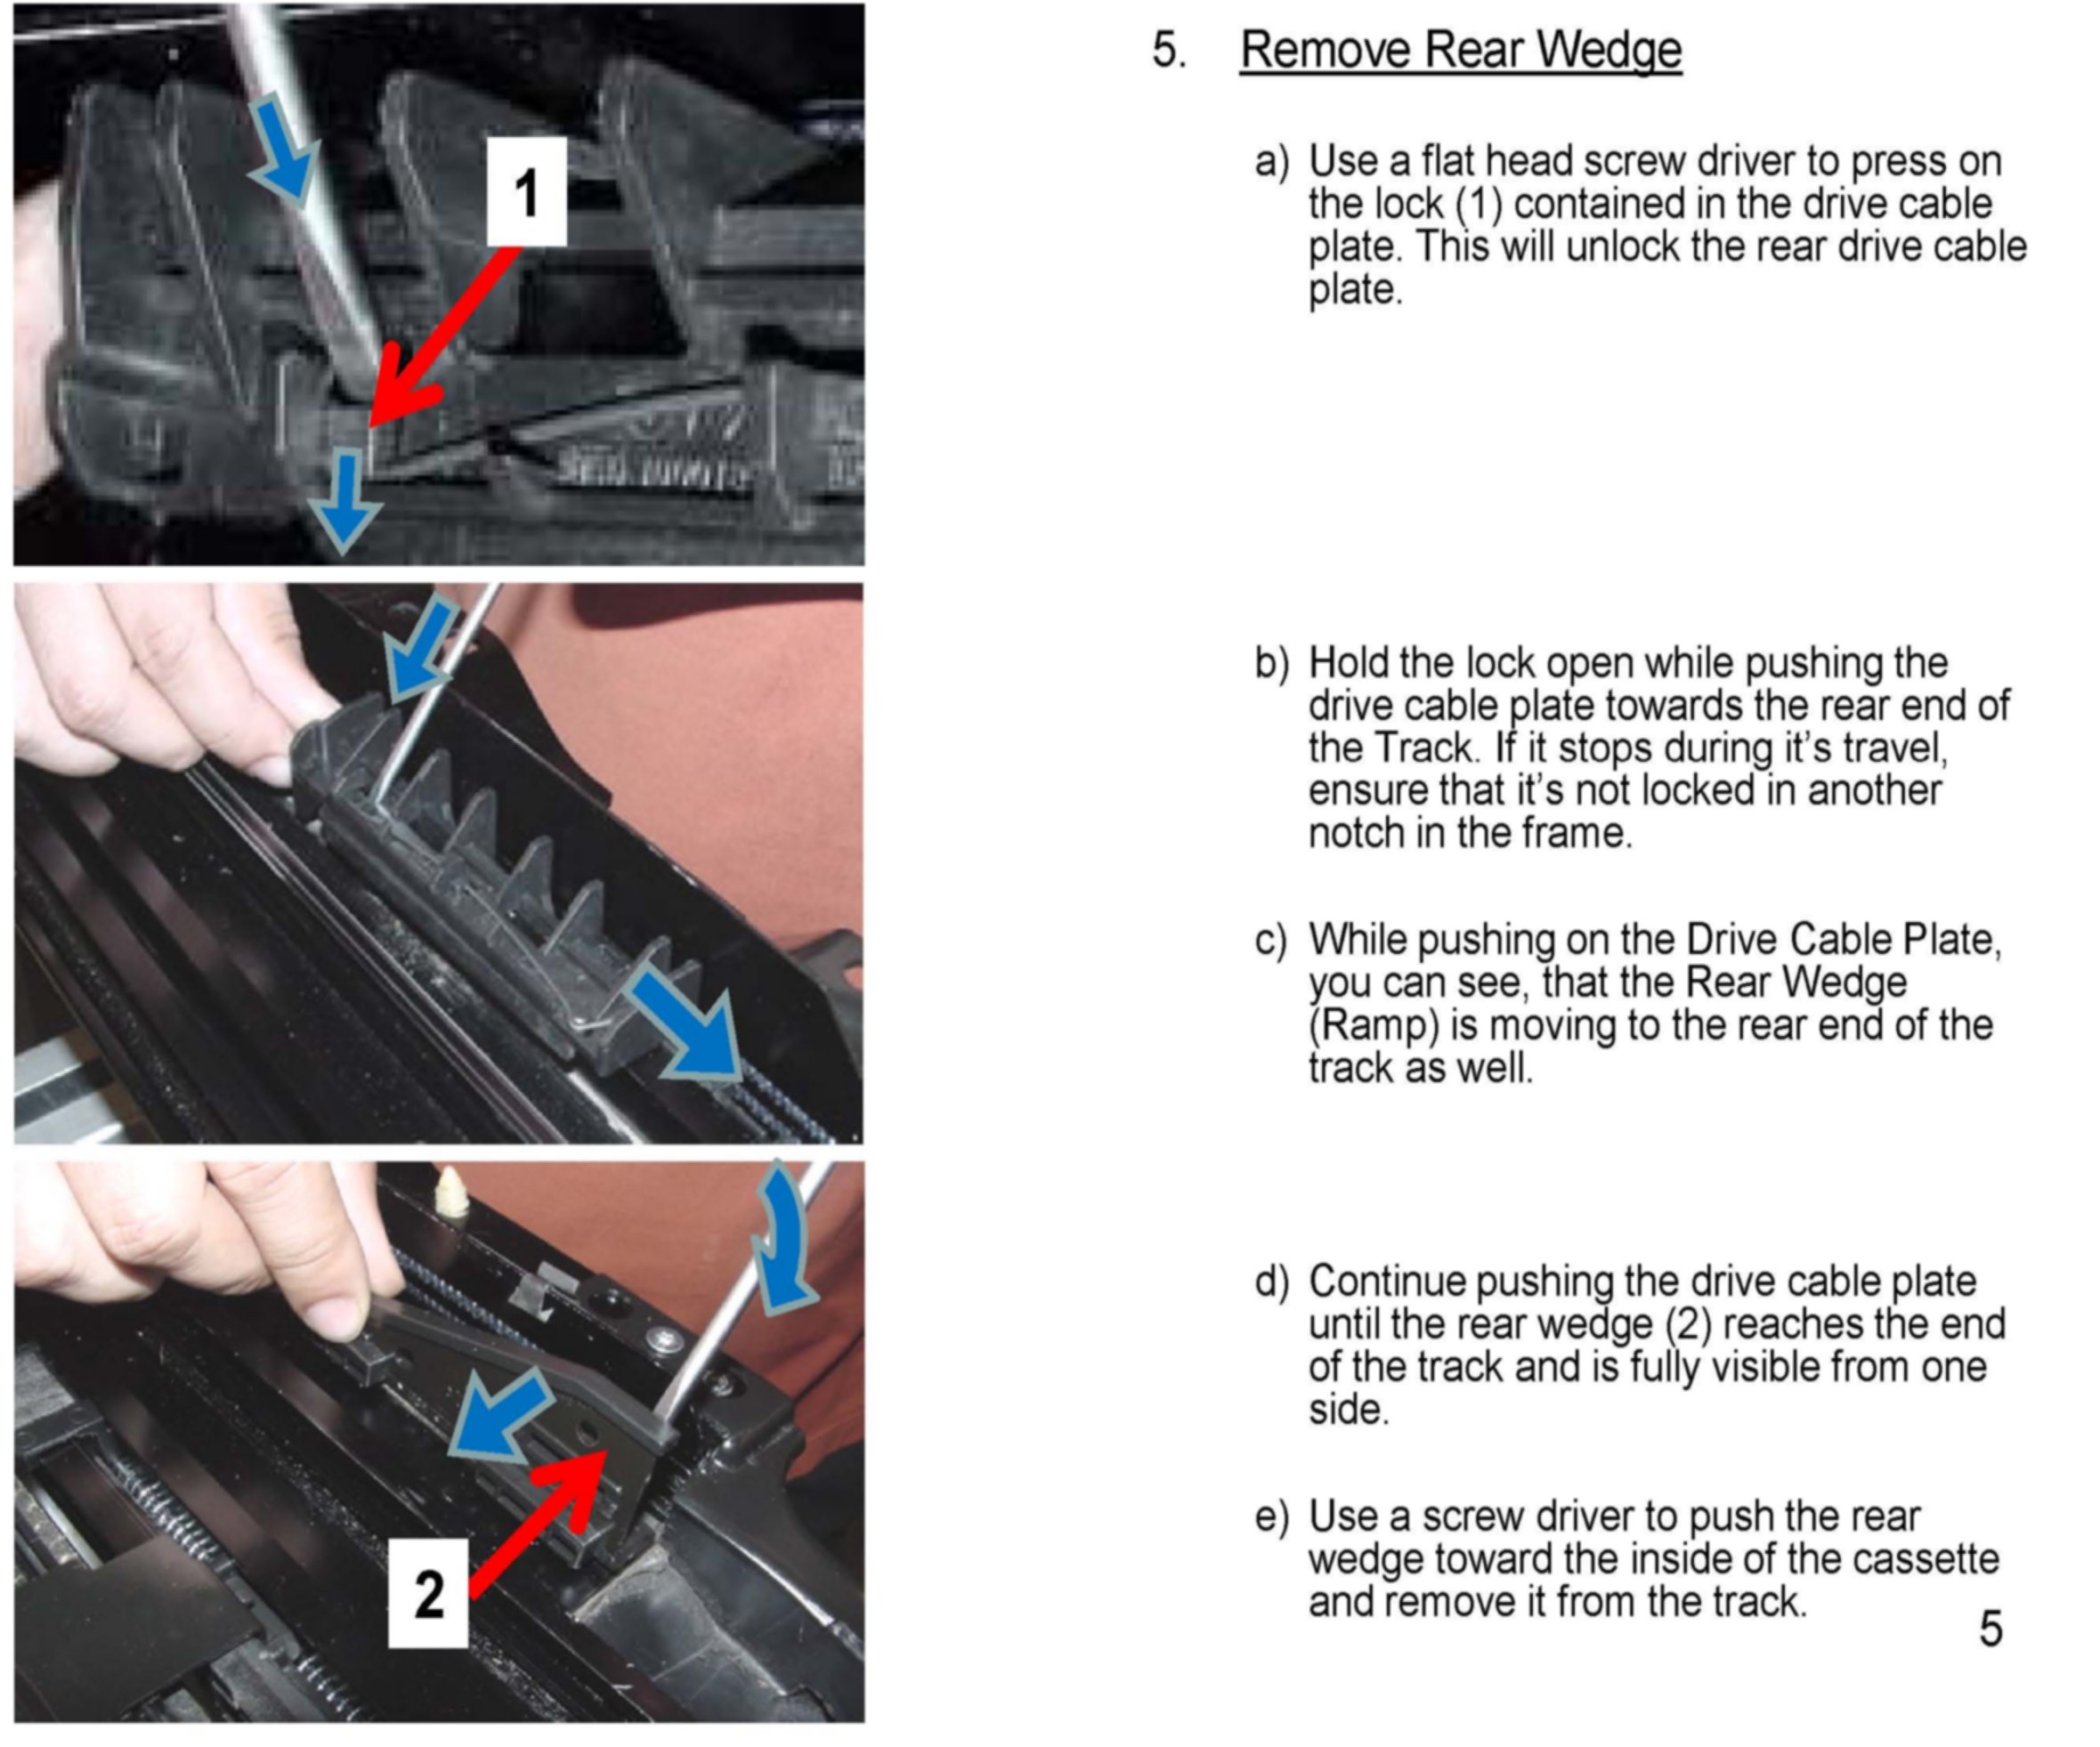 5. Remove Rear Wedge
a) Use a flat head screw driver to press on
the lock (1) contained in the drive cable
plate. This will unlock the rear drive cable
plate.
1
b) Hold the lock open while pushing the
drive cable plate towards the rear end of
the Track. If it stops during it's travel,
ensure that it's not locked in another
notch in the frame.
c) While pushing on the Drive Cable Plate,
you can see, that the Rear Wedge
(Ramp) is moving to the rear end of the
track as well.
d) Continue pushing the drive cable plate
until the rear wedge (2) reaches the end
of the track and is fully visible from one
side.
e) Use a screw driver to push the rear
wedge toward the inside of the cassette
and remove it from the track.
2
5